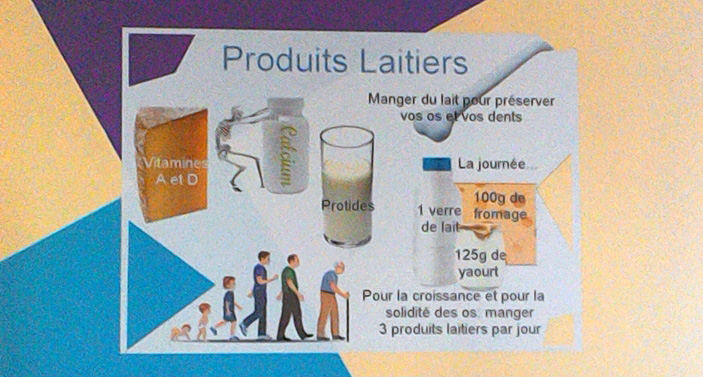 Produits Laitiers
Manger du lait pour préserver
vos os et vos dents
Vitamines
A et D
Calcium
Protides
La journée...
1 verre
de lait
100g de
fromage
125g de
yaourt
Pour la croissance et pour la
solidité des os: manger
3 produits laitiers par jour